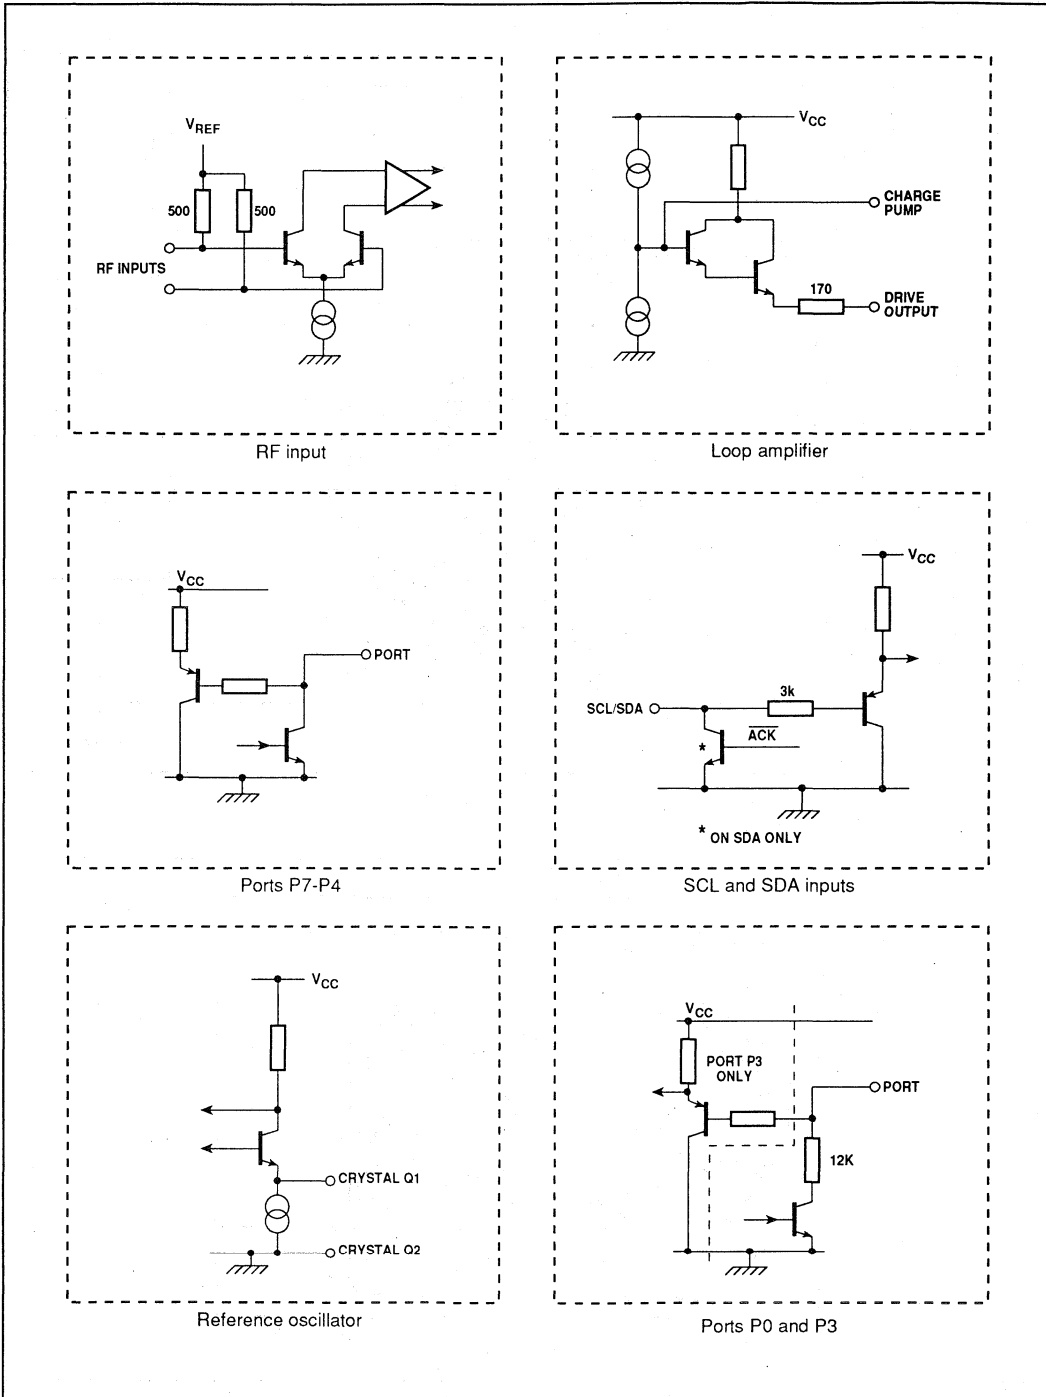 VREF
500
500
RF INPUTS
RF input
VCC
CHARGE
PUMP
170
DRIVE
OUTPUT
Loop amplifier
VCC
PORT
Ports P7-P4
VCC
3k
SCL/SDA
ACK
*
* ON SDA ONLY
SCL and SDA inputs
VCC
CRYSTAL Q1
CRYSTAL Q2
Reference oscillator
VCC
PORT P3
ONLY
PORT
12K
Ports P0 and P3